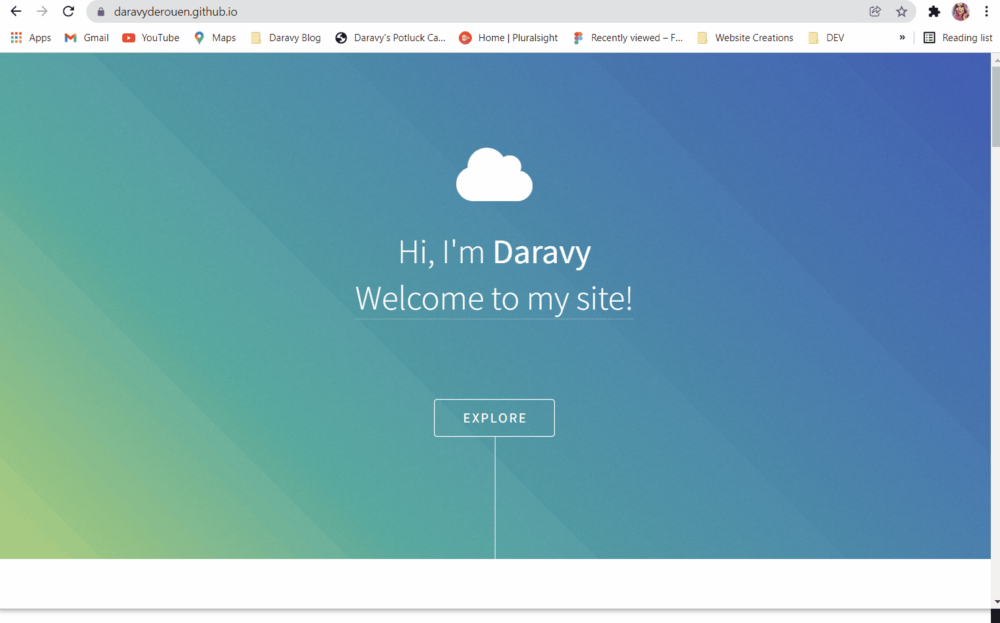 daravyderouen.github.io
Apps Gmail YouTube Maps Daravy Blog Daravy's Potluck Ca... Home | Pluralsight Recently viewed – F... Website Creations DEV » Reading list
Hi, I'm Daravy
Welcome to my site!
EXPLORE